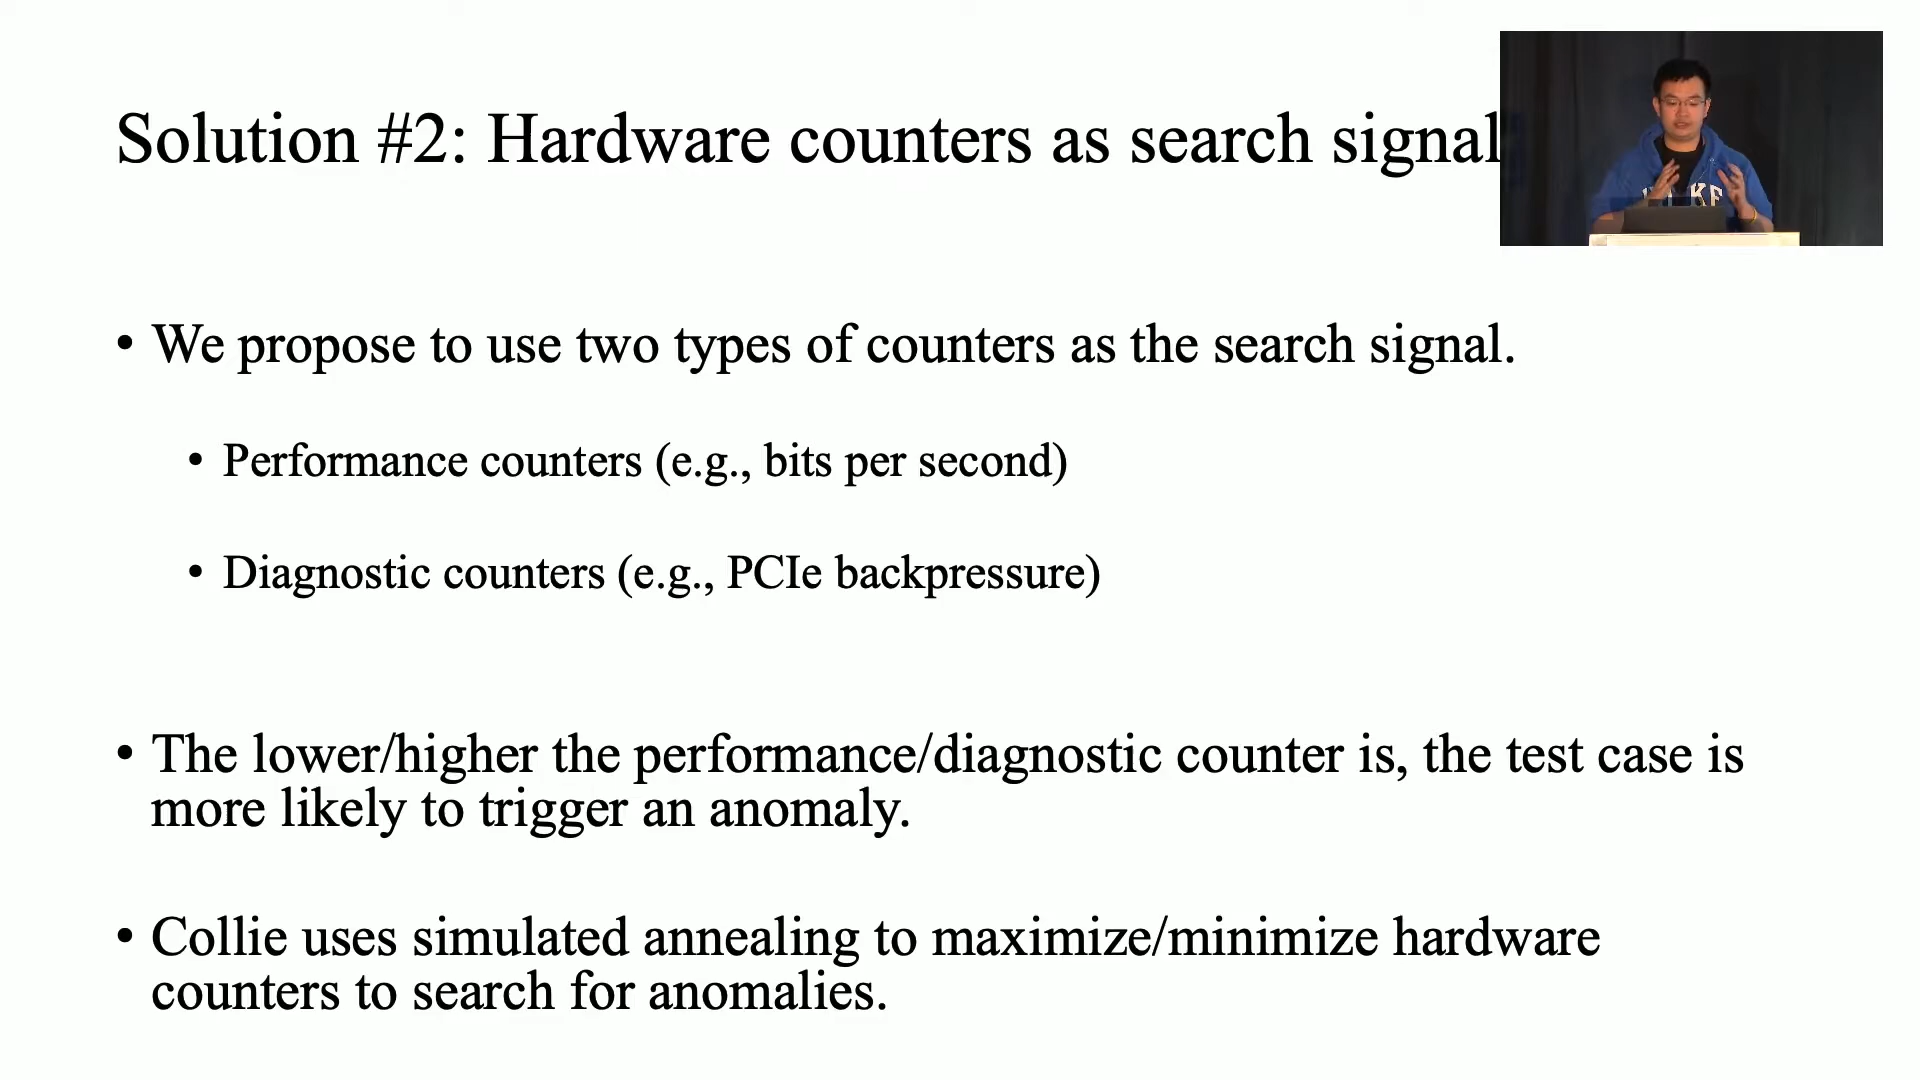 Solution #2: Hardware counters as search signal
• We propose to use two types of counters as the search signal.
• Performance counters (e.g., bits per second)
• Diagnostic counters (e.g., PCIe backpressure)
• The lower/higher the performance/diagnostic counter is, the test case is
more likely to trigger an anomaly.
• Collie uses simulated annealing to maximize/minimize hardware
counters to search for anomalies.